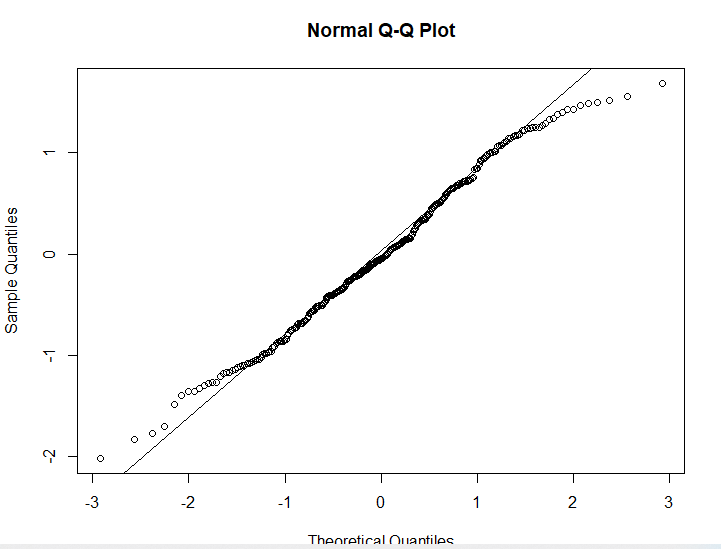 Normal Q-Q Plot
Sample Quantiles
1
0
-1
-2
-3 -2 -1 0 1 2 3
Theoretical Quantiles